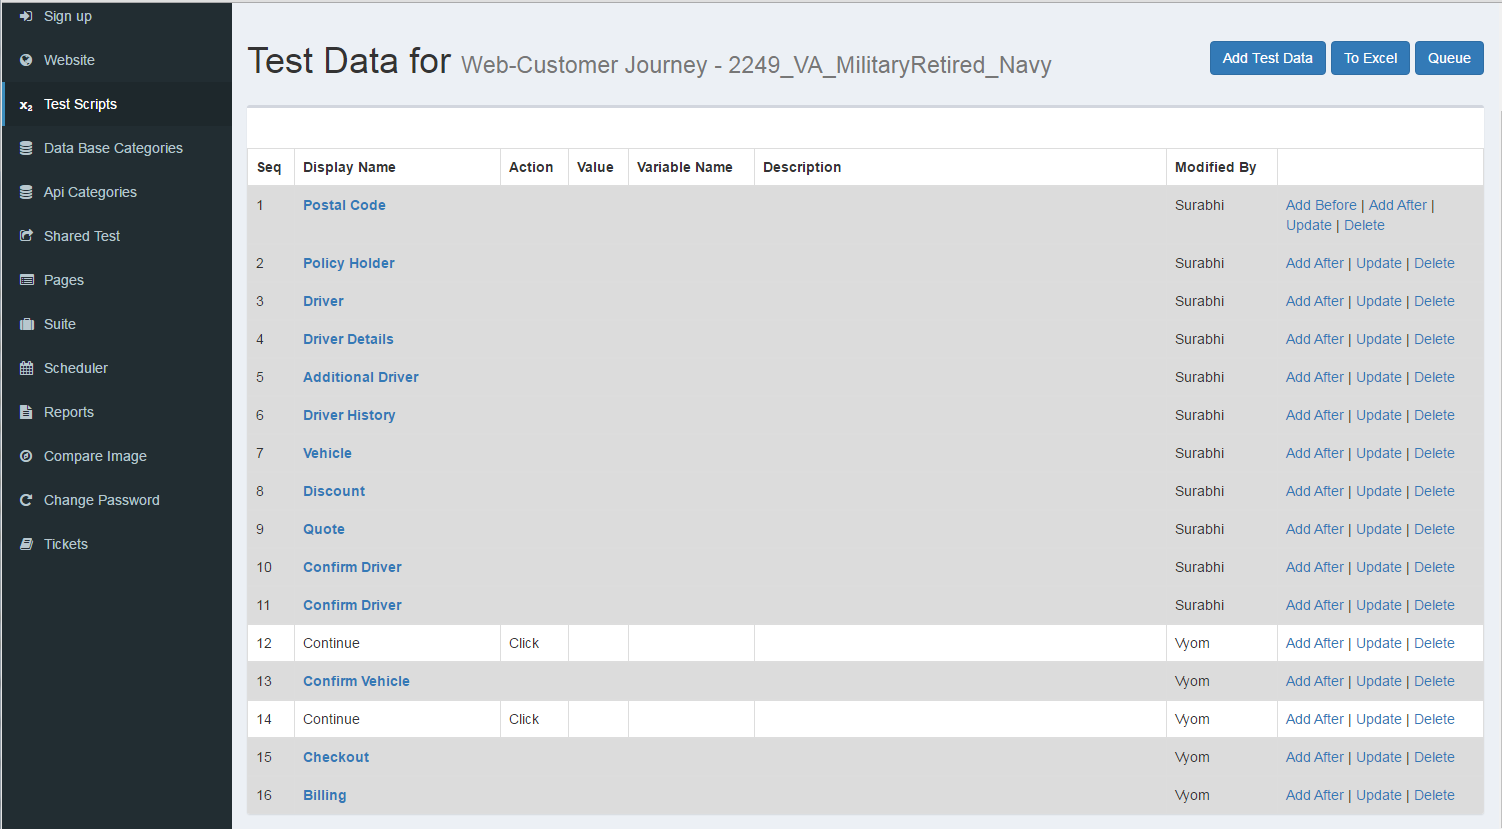 Sign up
Website
x2 Test Scripts
Data Base Categories
Api Categories
Shared Test
Pages
Suite
Scheduler
Reports
Compare Image
Change Password
Tickets
Test Data for Web-Customer Journey - 2249_VA_MilitaryRetired_Navy
Add Test Data To Excel Queue
Seq Display Name Action Value Variable Name Description Modified By
1 Postal Code Surabhi Add Before | Add After |
Update | Delete
2 Policy Holder Surabhi Add After | Update | Delete
3 Driver Surabhi Add After | Update | Delete
4 Driver Details Surabhi Add After | Update | Delete
5 Additional Driver Surabhi Add After | Update | Delete
6 Driver History Surabhi Add After | Update | Delete
7 Vehicle Surabhi Add After | Update | Delete
8 Discount Surabhi Add After | Update | Delete
9 Quote Surabhi Add After | Update | Delete
10 Confirm Driver Surabhi Add After | Update | Delete
11 Confirm Driver Surabhi Add After | Update | Delete
12 Continue Click Vyom Add After | Update | Delete
13 Confirm Vehicle Vyom Add After | Update | Delete
14 Continue Click Vyom Add After | Update | Delete
15 Checkout Vyom Add After | Update | Delete
16 Billing Vyom Add After | Update | Delete